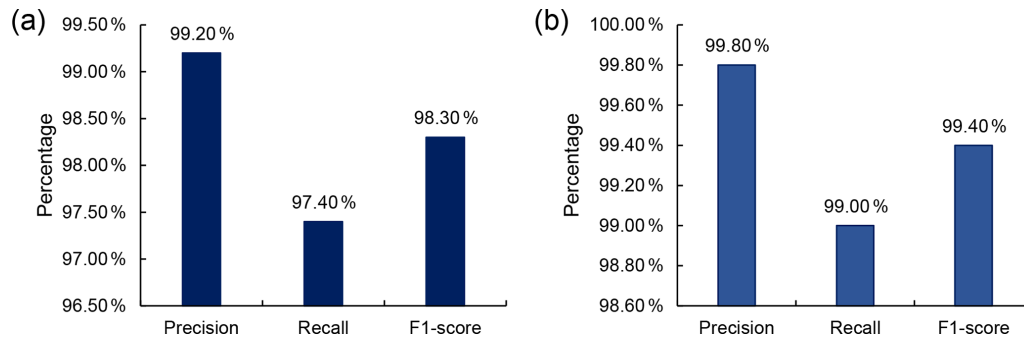 (a)
Percentage
99.50 %
99.00 %
98.50 %
98.00 %
97.50 %
97.00 %
96.50 %
99.20 %
97.40 %
98.30 %
Precision
Recall
F1-score
(b)
Percentage
100.00 %
99.80 %
99.60 %
99.40 %
99.20 %
99.00 %
98.80 %
98.60 %
99.80 %
99.00 %
99.40 %
Precision
Recall
F1-score